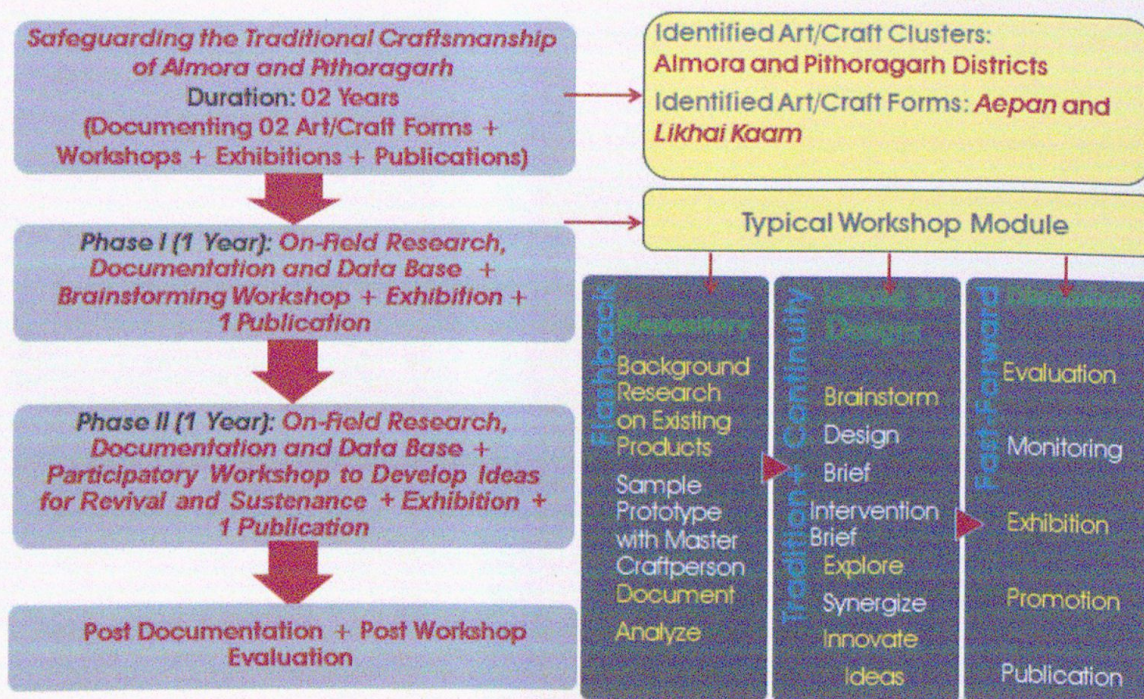 Safeguarding the Traditional Craftsmanship
of Almora and Pithoragarh
Duration: 02 Years
(Documenting 02 Art/Craft Forms +
Workshops + Exhibitions + Publications)
Identified Art/Craft Clusters:
Almora and Pithoragarh Districts
Identified Art/Craft Forms: Aepan and
Likhai Kaam
Phase I (1 Year): On-Field Research,
Documentation and Data Base +
Brainstorming Workshop + Exhibition +
1 Publication
Phase II (1 Year): On-Field Research,
Documentation and Data Base +
Participatory Workshop to Develop Ideas
for Revival and Sustenance + Exhibition +
1 Publication
Post Documentation + Post Workshop
Evaluation
Typical Workshop Module
Flashback
Repository
Background
Research
on Existing
Products
Sample
Prototype
with Master
Craftperson
Document
Analyze
Tradition + Continuity
Designs
Brainstorm
Design
Brief
Intervention
Brief
Explore
Synergize
Innovate
Ideas
Fast-Forward
Evaluation
Monitoring
Exhibition
Promotion
Publication